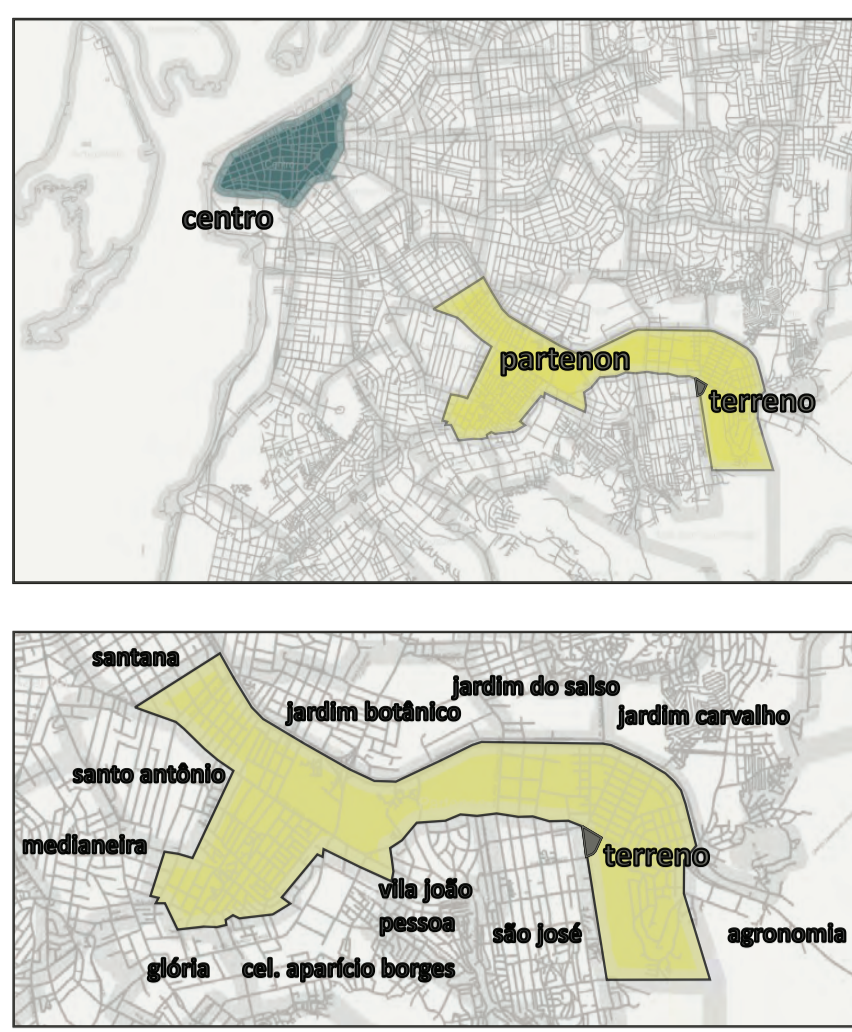 centro
partenon
terreno
santana
jardim do salso
jardim botânico
jardim carvalho
santo antônio
medianeira
terreno
vila joão
pessoa
são josé
agronomia
glória
cel. aparício borges